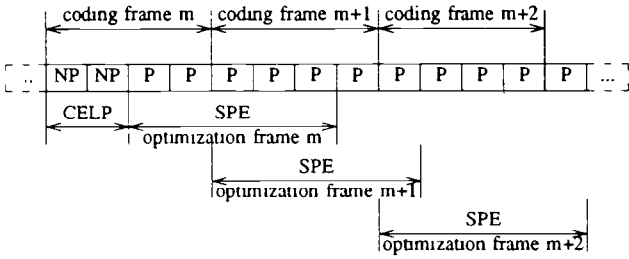 coding frame m coding frame m+1 coding frame m+2
.. NP NP P P P P P P P P P P P ...
CELP SPE
optimization frame m
SPE
optimization frame m+1
SPE
optimization frame m+2